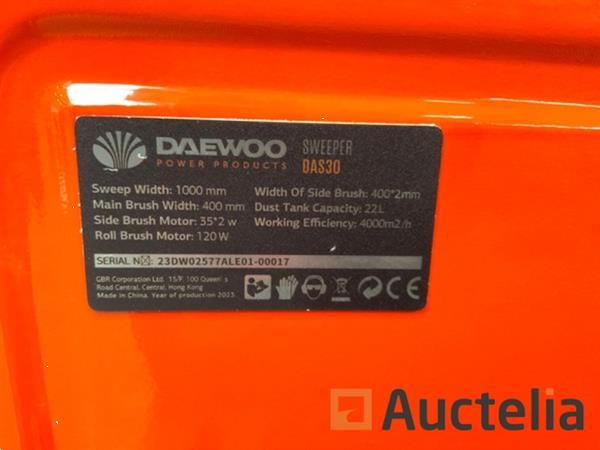 DAEWOO
POWER PRODUCTS
SWEEPER
DAS30
Sweep Width: 1000 mm
Main Brush Width: 400 mm
Side Brush Motor: 35*2 w
Roll Brush Motor: 120 W
Width Of Side Brush: 400*2mm
Dust Tank Capacity: 22L
Working Efficiency: 4000m2/h
SERIAL N☒: 23DW02577ALE01-00017
GBR Corporation Ltd. 15/F, 100 Queen's
Road Central, Central, Hong Kong
Made in China. Year of production 2023.
CE
Auctelia